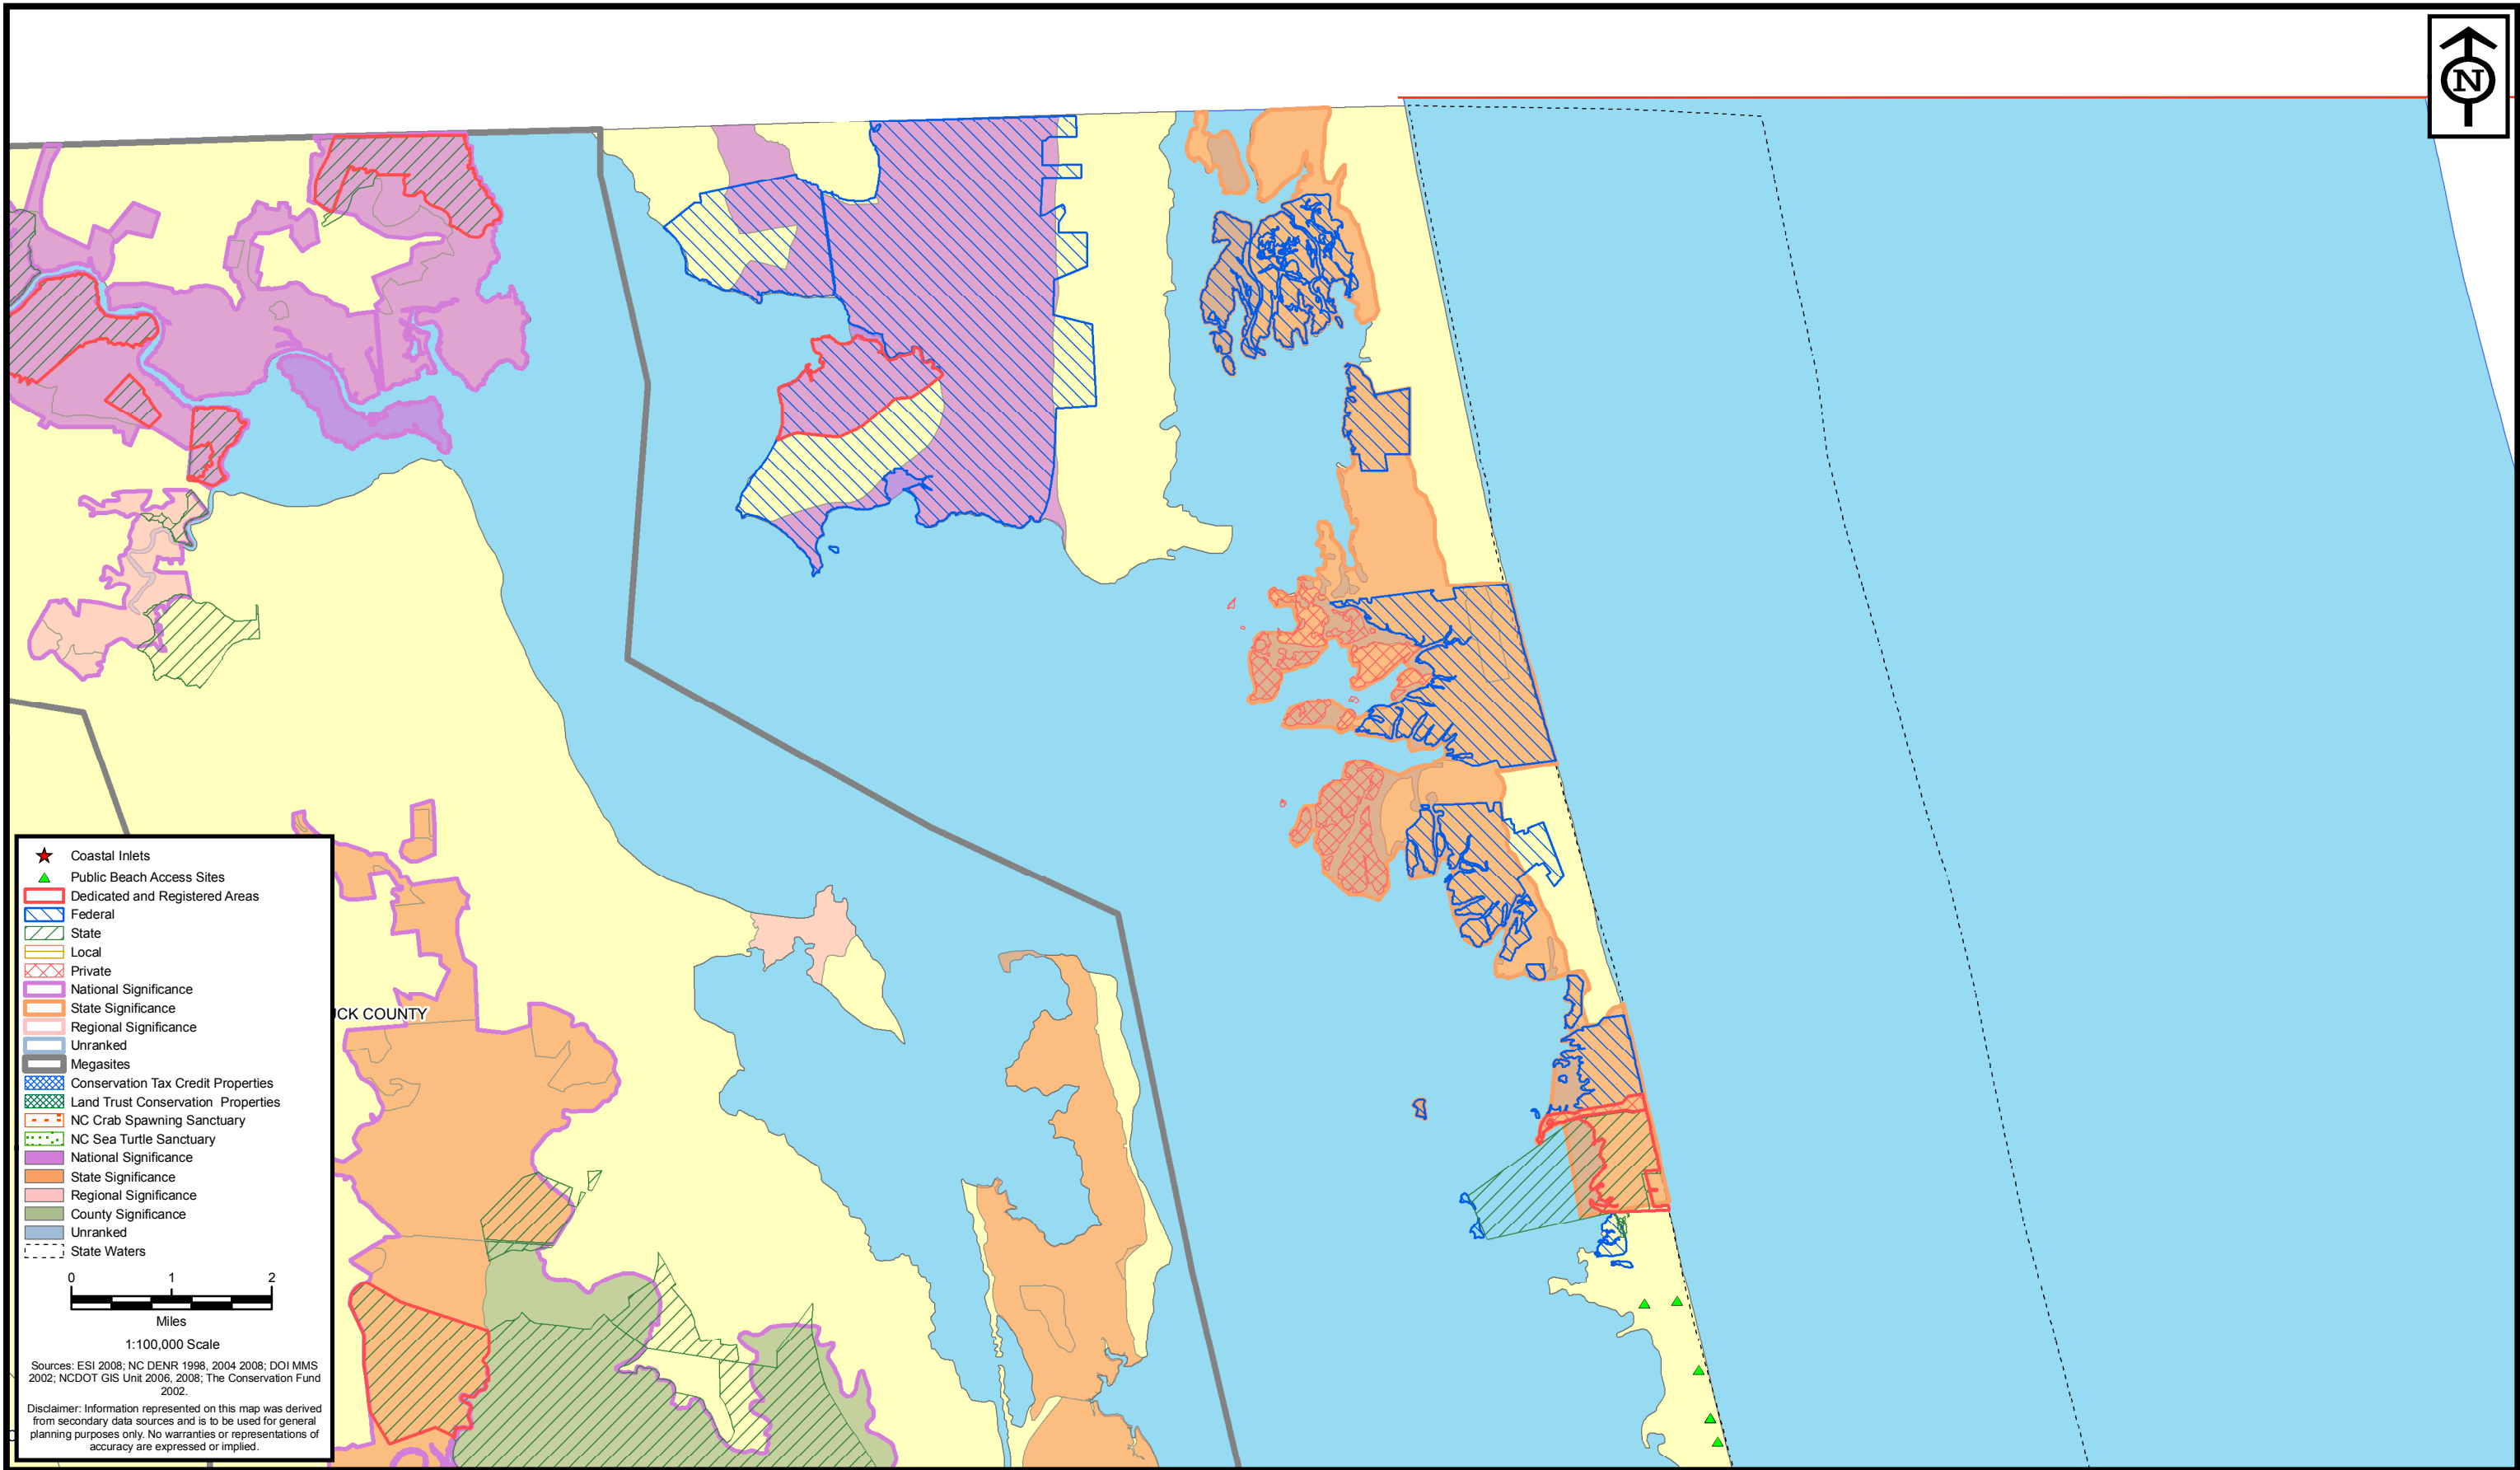 N
Coastal Inlets
Public Beach Access Sites
Dedicated and Registered Areas
Federal
State
Local
Private
National Significance
State Significance
Regional Significance
Unranked
UCK COUNTY
Megasites
Conservation Tax Credit Properties
Land Trust Conservation Properties
NC Crab Spawning Sanctuary
NC Sea Turtle Sanctuary
National Significance
State Significance
Regional Significance
County Significance
Unranked
State Waters
0 1 2
Miles
1:100,000 Scale
Sources: ESI 2008; NC DENR 1998, 2004 2008; DOI MMS
2002; NCDOT GIS Unit 2006, 2008; The Conservation Fund
2002.
Disclaimer: Information represented on this map was derived
from secondary data sources and is to be used for general
planning purposes only. No warranties or representations of
accuracy are expressed or implied.